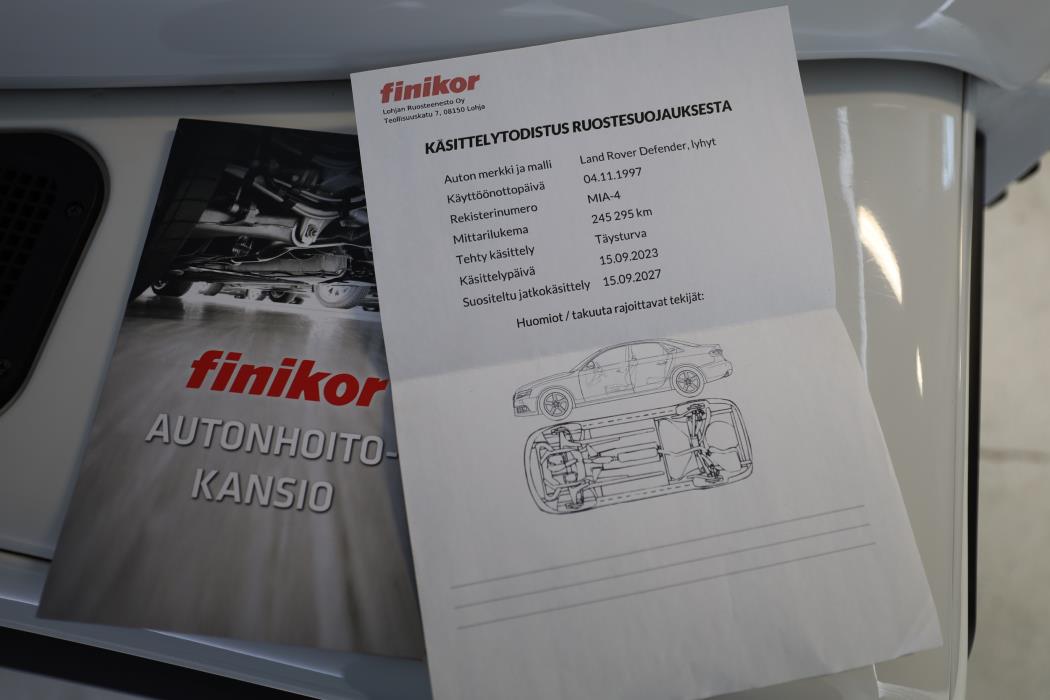 finikor
Lohjan Ruosteenesto Oy
Teollisuuskatu 7, 08150 Lohja
KÄSITTELYTODISTUS RUOSTESUOJAUKSESTA
Auton merkki ja malli Land Rover Defender, lyhyt
Käyttöönottopäivä 04.11.1997
Rekisterinumero MIA-4
Mittarilukema 245 295 km
Tehty käsittely Täysturva
Käsittelypäivä 15.09.2023
Suositeltu jatkokäsittely 15.09.2027
Huomiot / takuuta rajoittavat tekijät:
finikor
AUTONHOITO-
KANSIO